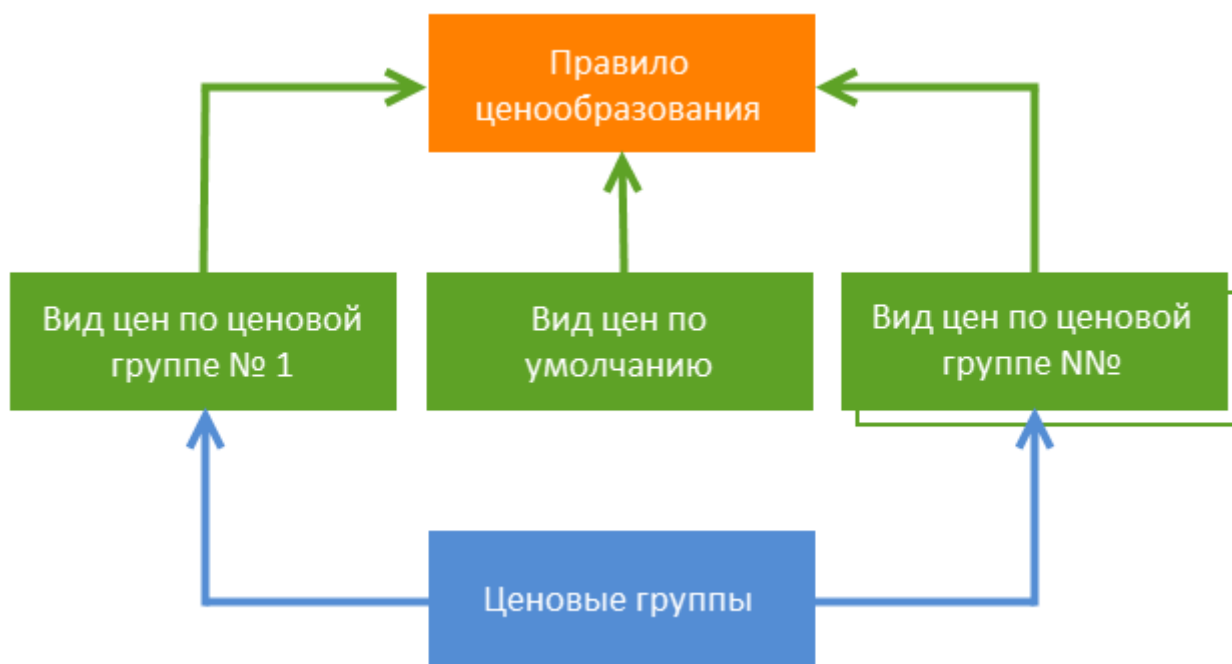 Правило
ценообразования
Вид цен по ценовой
группе № 1
Вид цен по
умолчанию
Вид цен по ценовой
группе N№
Ценовые группы